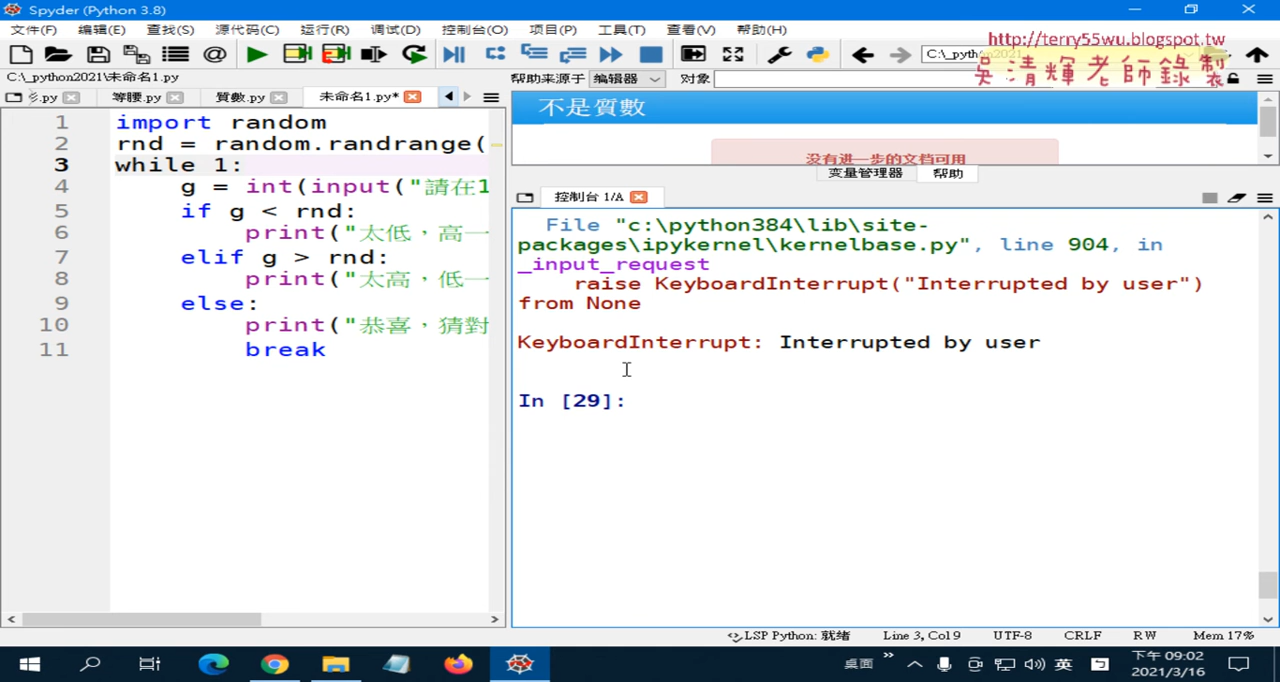 Spyder (Python 3.8)
文件(F) 编辑(E) 查找(S) 源代码(C) 运行(R) 调试(D) 控制台(O) 项目(P) 工具(T) 查看(V) 帮助(H)
http://terry55wu.blogspot.tw
C:\_python2021
吳清輝老師錄製
C:\_python2021\未命名1.py
帮助来源于 编辑器 对象
彡.py 等腰.py 質數.py 未命名1.py*
1 import random
2 rnd = random.randrange(
3 while 1:
4 g = int(input("請在1
5 if g < rnd:
6 print("太低，高一
7 elif g > rnd:
8 print("太高，低一
9 else:
10 print("恭喜，猜對
11 break
不是質數
没有进一步的文档可用
变量管理器 帮助
控制台 1/A
File "c:\python384\lib\site-
packages\ipykernel\kernelbase.py", line 904, in
_input_request
raise KeyboardInterrupt("Interrupted by user")
from None
KeyboardInterrupt: Interrupted by user
In [29]:
LSP Python: 就绪 Line 3, Col 9 UTF-8 CRLF RW Mem 17%
桌面 英 下午 09:02
2021/3/16